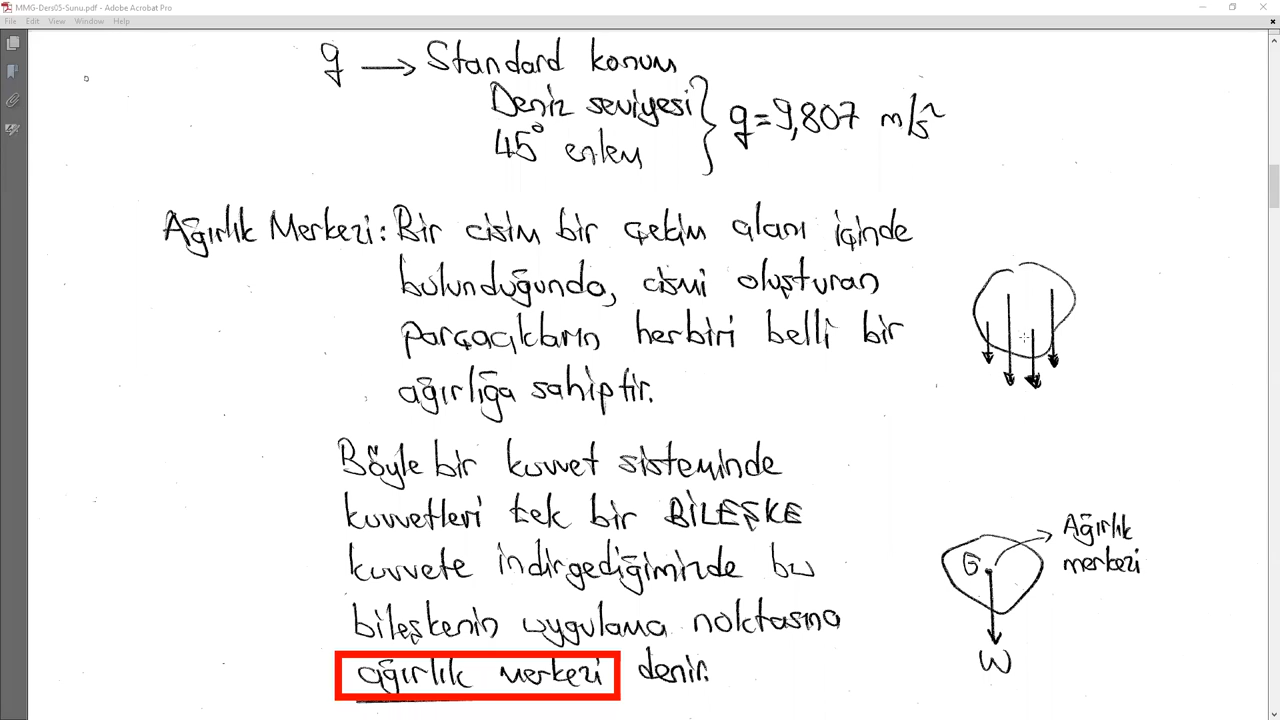 MMG-Ders05-Sunu.pdf - Adobe Acrobat Pro
File Edit View Window Help
g → Standard konum
Deniz seviyesi
45° enlem
g=9,807 m/s²
Ağırlık Merkezi: Bir cisim bir çekim alanı içinde
bulunduğunda, cismi oluşturan
parçacıkların herbiri belli bir
ağırlığa sahiptir.
Böyle bir kuvvet sisteminde
kuvvetleri tek bir BİLEŞKE
kuvvete indirgediğimizde bu
bileşkenin uygulama noktasına
ağırlık merkezi denir.
Ağırlık
merkezi
G
W